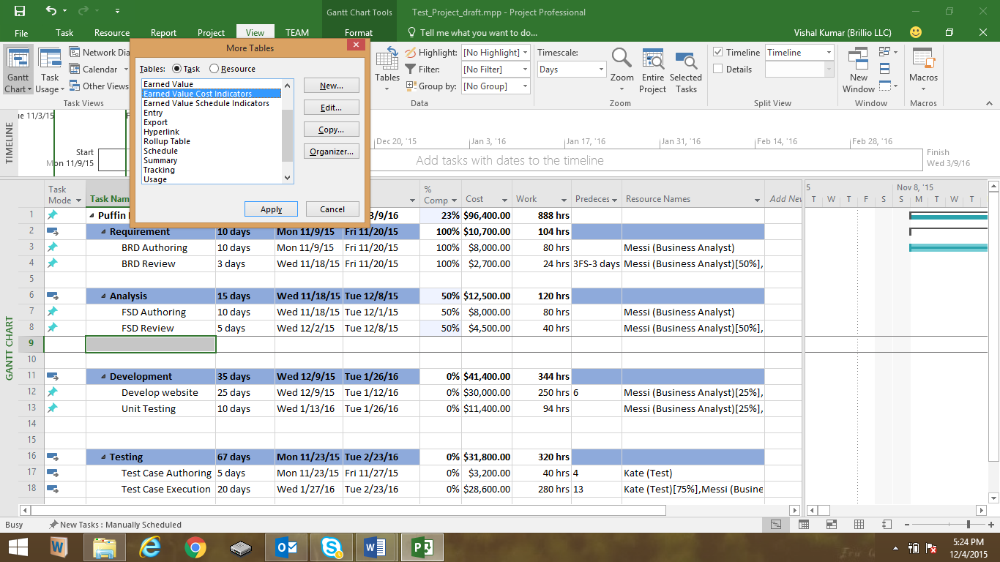 Gantt Chart Tools
Test_Project_draft.mpp - Project Professional
File
Task
Resource
Report
Project
View
TEAM
Format
Tell me what you want to do...
Vishal Kumar (Brillio LLC)
Gantt Chart
Task Usage
Network Dia
Calendar
Other Views
Task Views
Tables
Highlight: [No Highlight]
Filter: [No Filter]
Group by: [No Group]
Data
Timescale:
Days
Zoom
Entire Project
Selected Tasks
Zoom
Timeline
Timeline
Details
Split View
New Window
Window
Macros
Macros
More Tables
Tables: Task Resource
Earned Value
Earned Value Cost Indicators
Earned Value Schedule Indicators
Entry
Export
Hyperlink
Rollup Table
Schedule
Summary
Tracking
Usage
New...
Edit...
Copy...
Organizer...
Apply
Cancel
TIMELINE
ue 11/3/15
Start
Mon 11/9/15
Dec 20, '15
Jan 3, '16
Jan 17, '16
Jan 31, '16
Feb 14, '16
Feb 28, '16
Add tasks with dates to the timeline
Finish
Wed 3/9/16
GANTT CHART
Task Mode Task Nam % Comp Cost Work Predeces Resource Names Add New
5 Nov 8, '15
T W T F S S M T W T
1 Puffin 3/9/16 23% $96,400.00 888 hrs
2 Requirement 10 days Mon 11/9/15 Fri 11/20/15 100% $10,700.00 104 hrs
3 BRD Authoring 10 days Mon 11/9/15 Fri 11/20/15 100% $8,000.00 80 hrs Messi (Business Analyst)
4 BRD Review 3 days Wed 11/18/15 Fri 11/20/15 100% $2,700.00 24 hrs 3FS-3 days Messi (Business Analyst)[50%],
5
6 Analysis 15 days Wed 11/18/15 Tue 12/8/15 50% $12,500.00 120 hrs
7 FSD Authoring 10 days Wed 11/18/15 Tue 12/1/15 50% $8,000.00 80 hrs Messi (Business Analyst)
8 FSD Review 5 days Wed 12/2/15 Tue 12/8/15 50% $4,500.00 40 hrs Messi (Business Analyst)[50%],
9
10
11 Development 35 days Wed 12/9/15 Tue 1/26/16 0% $41,400.00 344 hrs
12 Develop website 25 days Wed 12/9/15 Tue 1/12/16 0% $30,000.00 250 hrs 6 Messi (Business Analyst)[25%],
13 Unit Testing 10 days Wed 1/13/16 Tue 1/26/16 0% $11,400.00 94 hrs Messi (Business Analyst)[25%],
14
15
16 Testing 67 days Mon 11/23/15 Tue 2/23/16 0% $31,800.00 320 hrs
17 Test Case Authoring 5 days Mon 11/23/15 Fri 11/27/15 0% $3,200.00 40 hrs 4 Kate (Test)
18 Test Case Execution 20 days Wed 1/27/16 Tue 2/23/16 0% $28,600.00 280 hrs 13 Kate (Test)[75%],Messi (Busine
Busy
New Tasks : Manually Scheduled
5:24 PM
12/4/2015